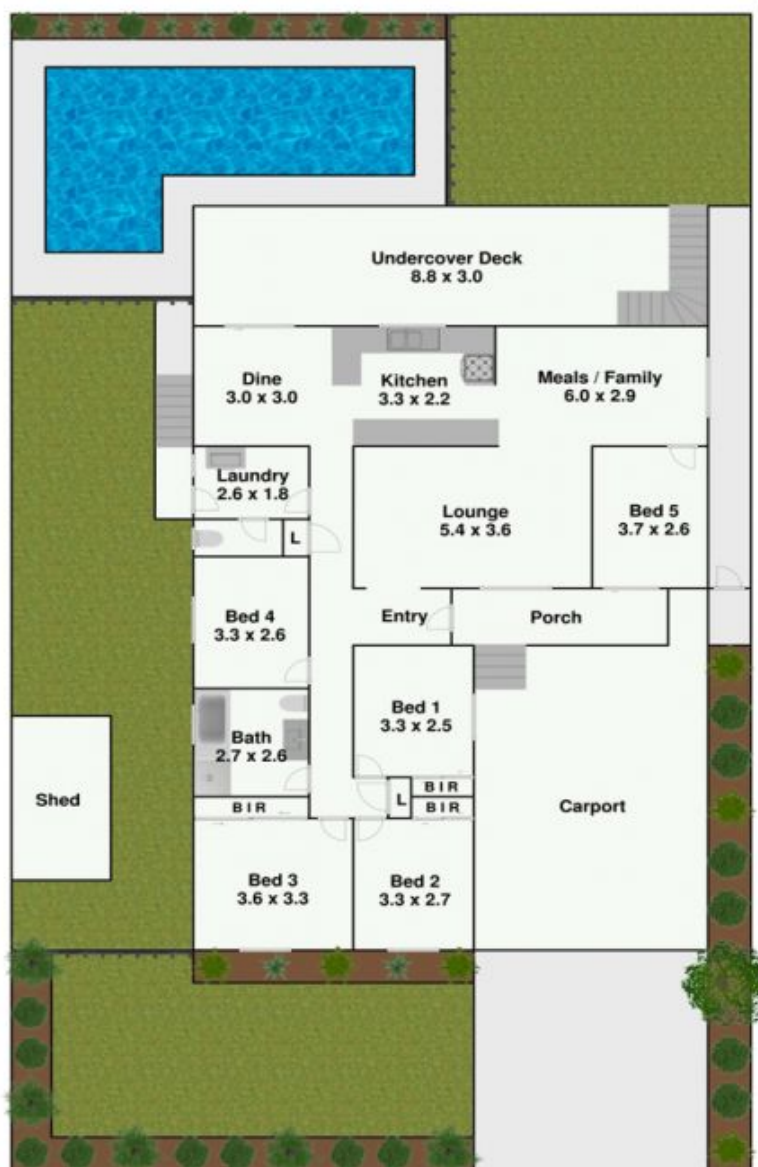 Undercover Deck
8.8 x 3.0
Dine
3.0 x 3.0
Kitchen
3.3 x 2.2
Meals / Family
6.0 x 2.9
Laundry
2.6 x 1.8
L
Lounge
5.4 x 3.6
Bed 5
3.7 x 2.6
Bed 4
3.3 x 2.6
Entry
Porch
Bed 1
3.3 x 2.5
Bath
2.7 x 2.6
Shed
BIR
L
BIR
BIR
Carport
Bed 3
3.6 x 3.3
Bed 2
3.3 x 2.7